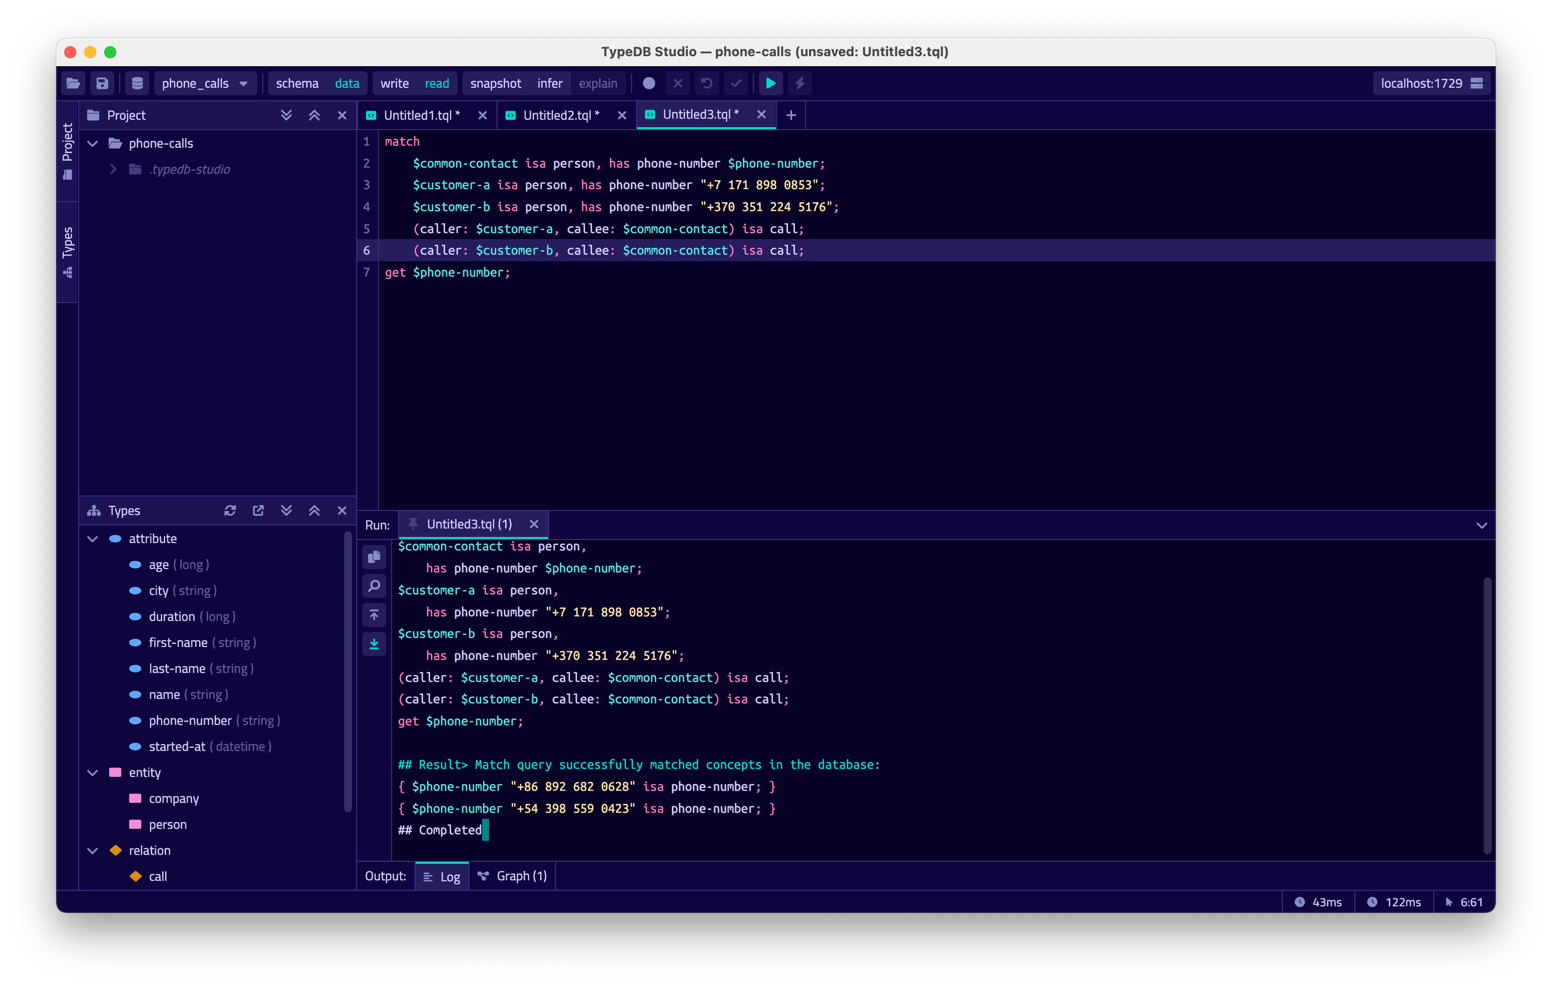 TypeDB Studio — phone-calls (unsaved: Untitled3.tql)
phone_calls schema data write read snapshot infer explain localhost:1729
Project
Types
Project
phone-calls
.typedb-studio
Types
attribute
age (long)
city (string)
duration (long)
first-name (string)
last-name (string)
name (string)
phone-number (string)
started-at (datetime)
entity
company
person
relation
call
Untitled1.tql * Untitled2.tql * Untitled3.tql *
1 match
2 $common-contact isa person, has phone-number $phone-number;
3 $customer-a isa person, has phone-number "+7 171 898 0853";
4 $customer-b isa person, has phone-number "+370 351 224 5176";
5 (caller: $customer-a, callee: $common-contact) isa call;
6 (caller: $customer-b, callee: $common-contact) isa call;
7 get $phone-number;
Run: Untitled3.tql (1)
$common-contact isa person,
has phone-number $phone-number;
$customer-a isa person,
has phone-number "+7 171 898 0853";
$customer-b isa person,
has phone-number "+370 351 224 5176";
(caller: $customer-a, callee: $common-contact) isa call;
(caller: $customer-b, callee: $common-contact) isa call;
get $phone-number;
## Result> Match query successfully matched concepts in the database:
{ $phone-number "+86 892 682 0628" isa phone-number; }
{ $phone-number "+54 398 559 0423" isa phone-number; }
## Completed
Output: Log Graph (1)
43ms 122ms 6:61